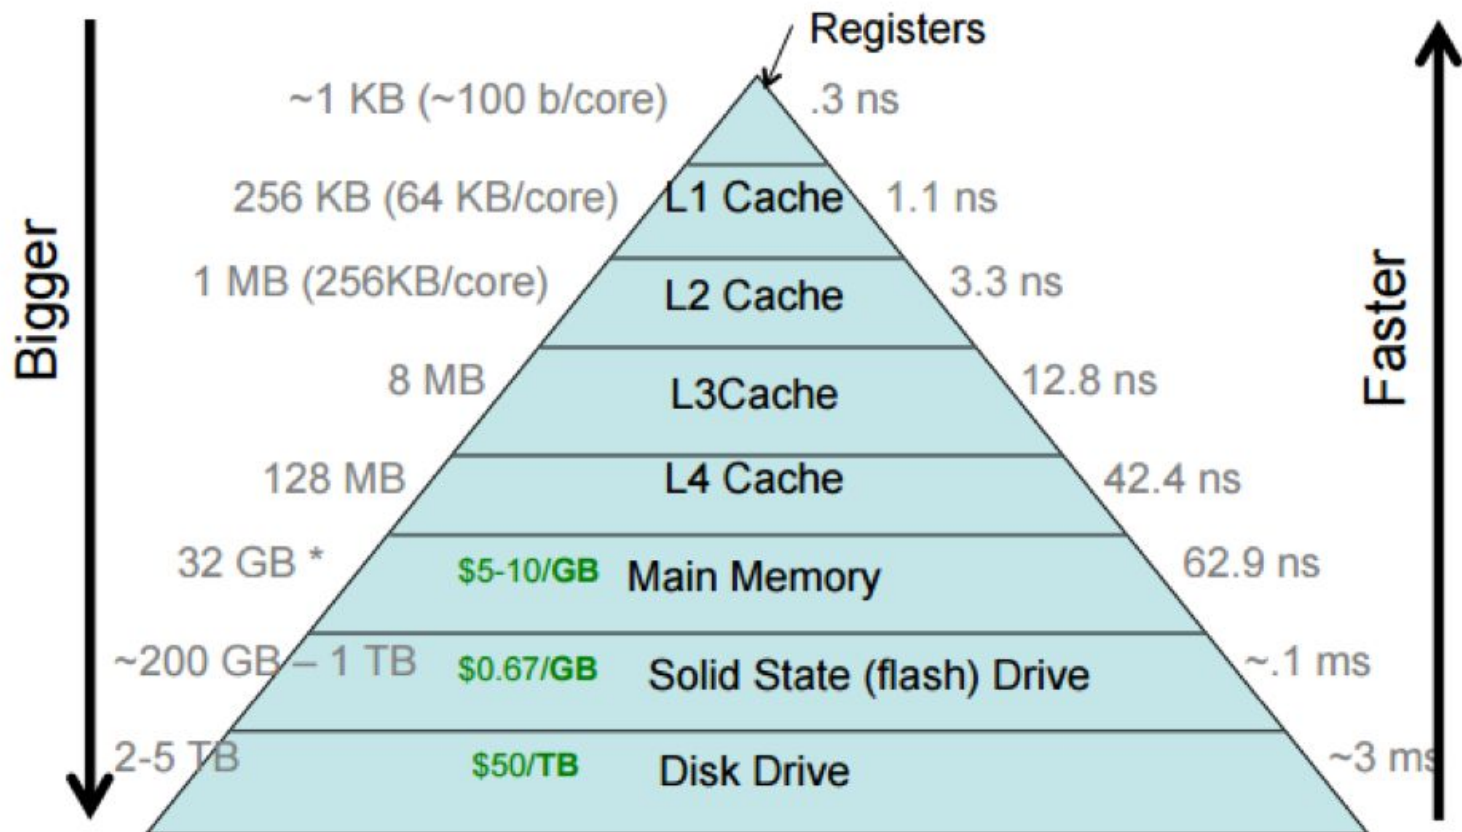 Registers
~1 KB (~100 b/core) .3 ns
256 KB (64 KB/core) L1 Cache 1.1 ns
1 MB (256KB/core) L2 Cache 3.3 ns
8 MB L3Cache 12.8 ns
128 MB L4 Cache 42.4 ns
32 GB * $5-10/GB Main Memory 62.9 ns
~200 GB – 1 TB $0.67/GB Solid State (flash) Drive ~.1 ms
2-5 TB $50/TB Disk Drive ~3 ms
Bigger
Faster